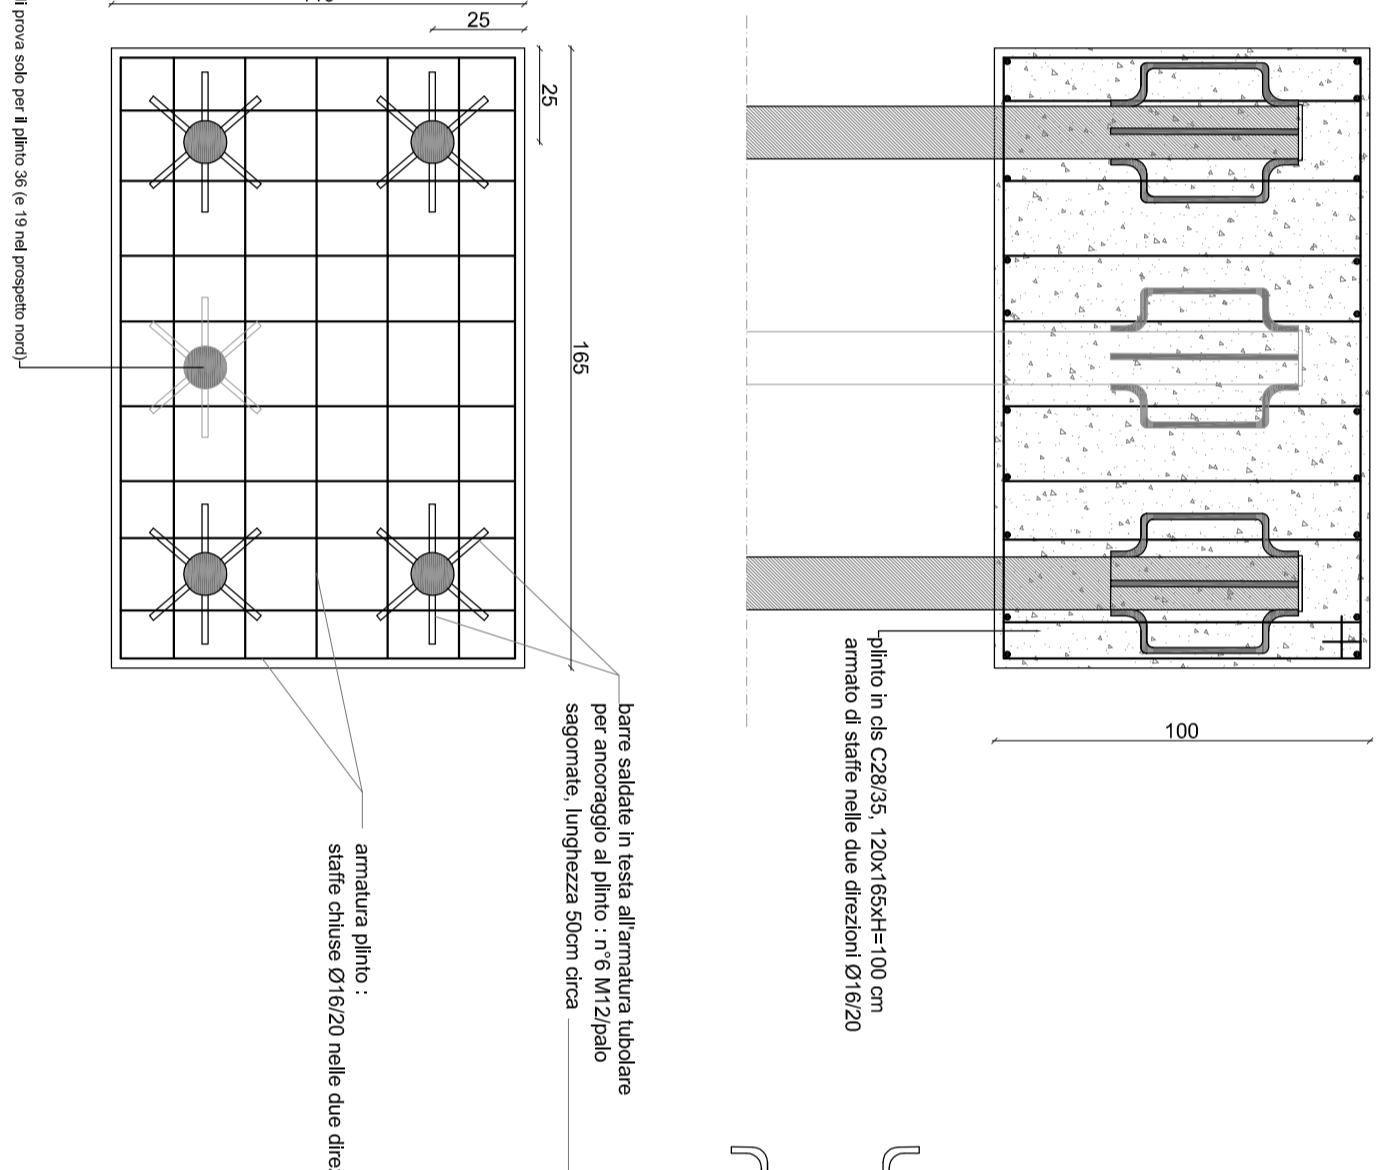 25
25
165
100
plinto in cls C28/35, 120x165xH=100 cm
armato di staffe nelle due direzioni Ø16/20
barre saldate in testa all'armatura tubolare
per ancoraggio al plinto : n°6 M12/palo
sagomate, lunghezza 50cm circa
armatura plinto :
staffe chiuse Ø16/20 nelle due
prova solo per il plinto 36 (e 19 nel prospetto nord)